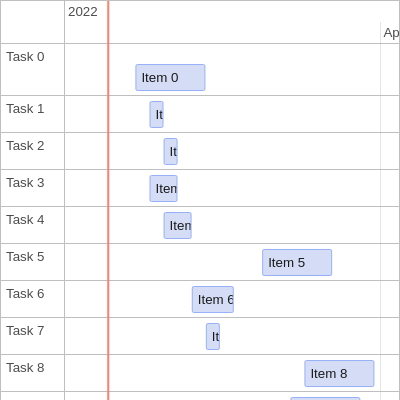 2022
Ap
Task 0
Item 0
Task 1
It
Task 2
It
Task 3
Iten
Task 4
Iten
Task 5
Item 5
Task 6
Item 6
Task 7
It
Task 8
Item 8